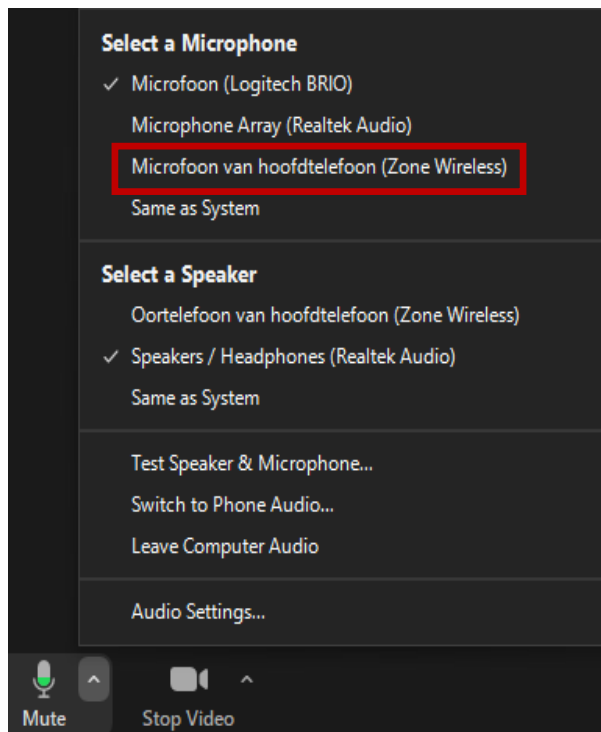 Select a Microphone
Microfoon (Logitech BRIO)
Microphone Array (Realtek Audio)
Microfoon van hoofdtelefoon (Zone Wireless)
Same as System
Select a Speaker
Oortelefoon van hoofdtelefoon (Zone Wireless)
Speakers / Headphones (Realtek Audio)
Same as System
Test Speaker & Microphone...
Switch to Phone Audio...
Leave Computer Audio
Audio Settings...
Mute
Stop Video